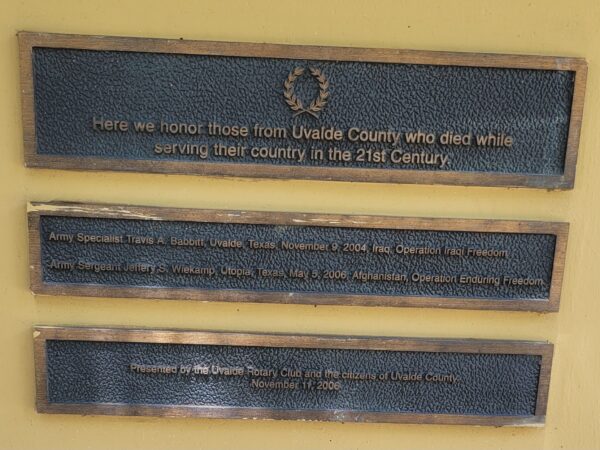 Here we honor those from Uvalde County who died while
serving their country in the 21st Century.
Army Specialist Travis A. Babbitt, Uvalde, Texas, November 9, 2004, Iraq, Operation Iraqi Freedom
Army Sergeant Jeffery S. Wiekamp, Utopia, Texas, May 5, 2006, Afghanistan, Operation Enduring Freedom
Presented by the Uvalde Rotary Club and the citizens of Uvalde County.
November 11, 2006